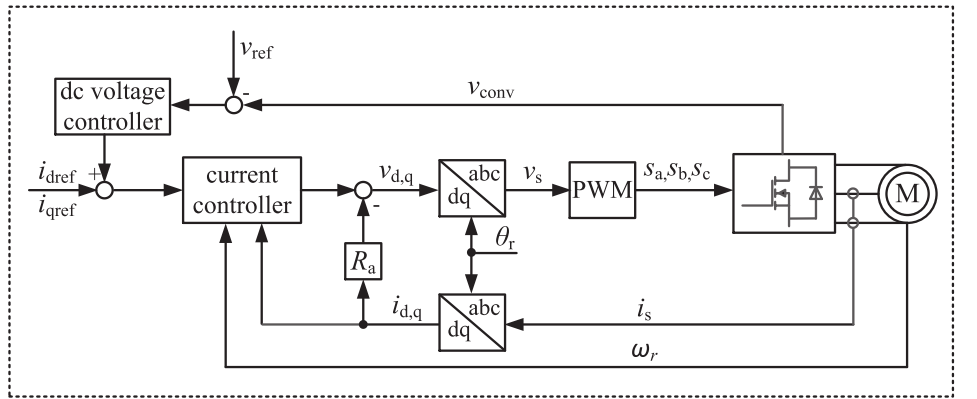 v_ref
-
v_conv
dc voltage
controller
i_dref
+
i_qref
current
controller
v_d,q
-
abc
dq
v_s
PWM
s_a,s_b,s_c
M
θ_r
R_a
i_d,q
abc
dq
i_s
ω_r